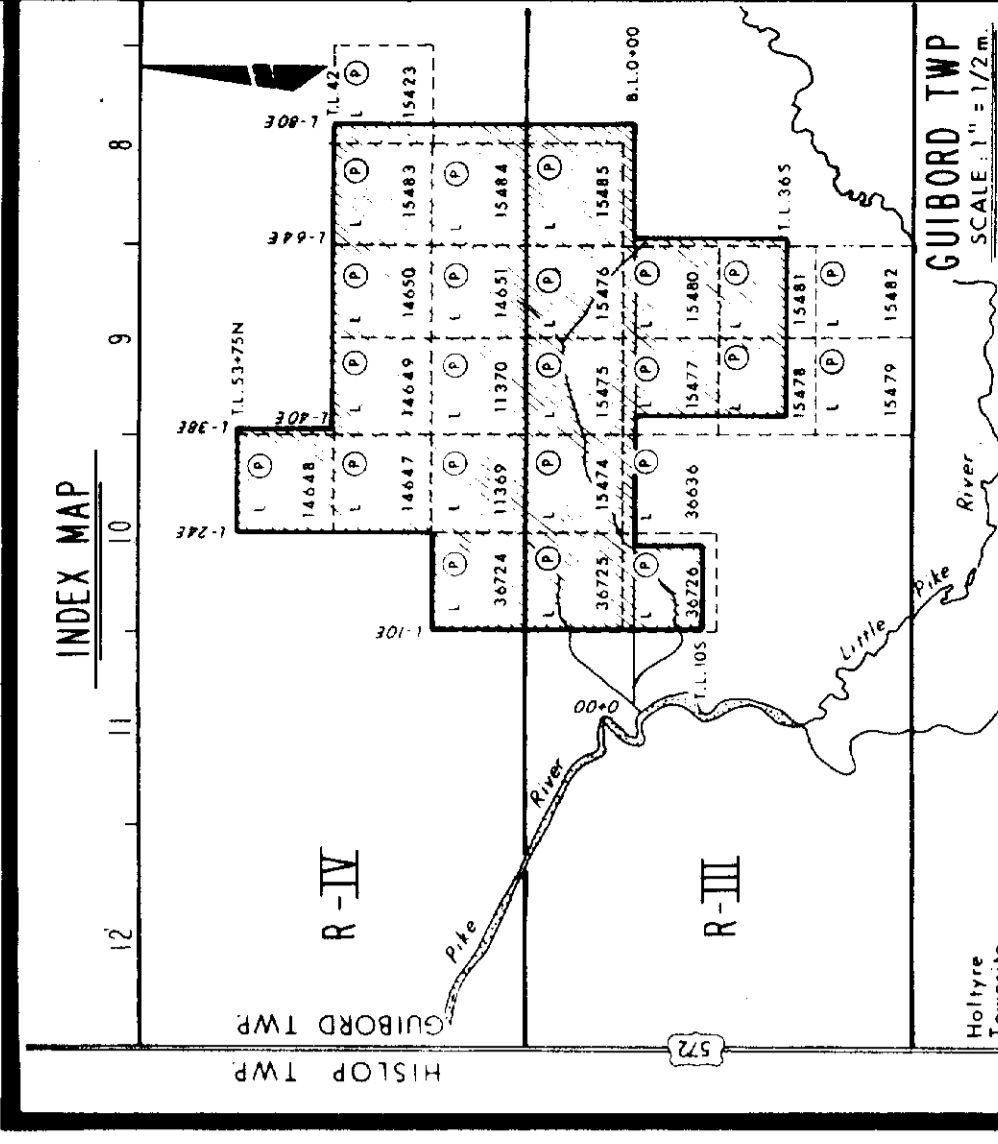 INDEX MAP
12
11
10
9
8
HISLOP TWP.
GUIBORD TWP.
R-IV
R-III
572
Pike River
Little Pike River
0+00
L-10E
L-24E
L-38E
L-40E
L-64E
L-80E
T.L.53+75N
T.L.42
B.L.0+00
T.L.10S
T.L.36S
L P
14648
L P
14647
L P
14649
L P
14650
L P
15483
L P
15423
L P
36724
L P
11369
L P
11370
L P
14651
L P
15484
L P
36725
L P
15474
L P
15475
L P
15476
L P
15485
L P
36726
L P
36636
L P
15477
L P
15480
L P
15478
L P
15481
L P
15479
L P
15482
Holtyre
GUIBORD TWP
SCALE: 1" = 1/2 m.